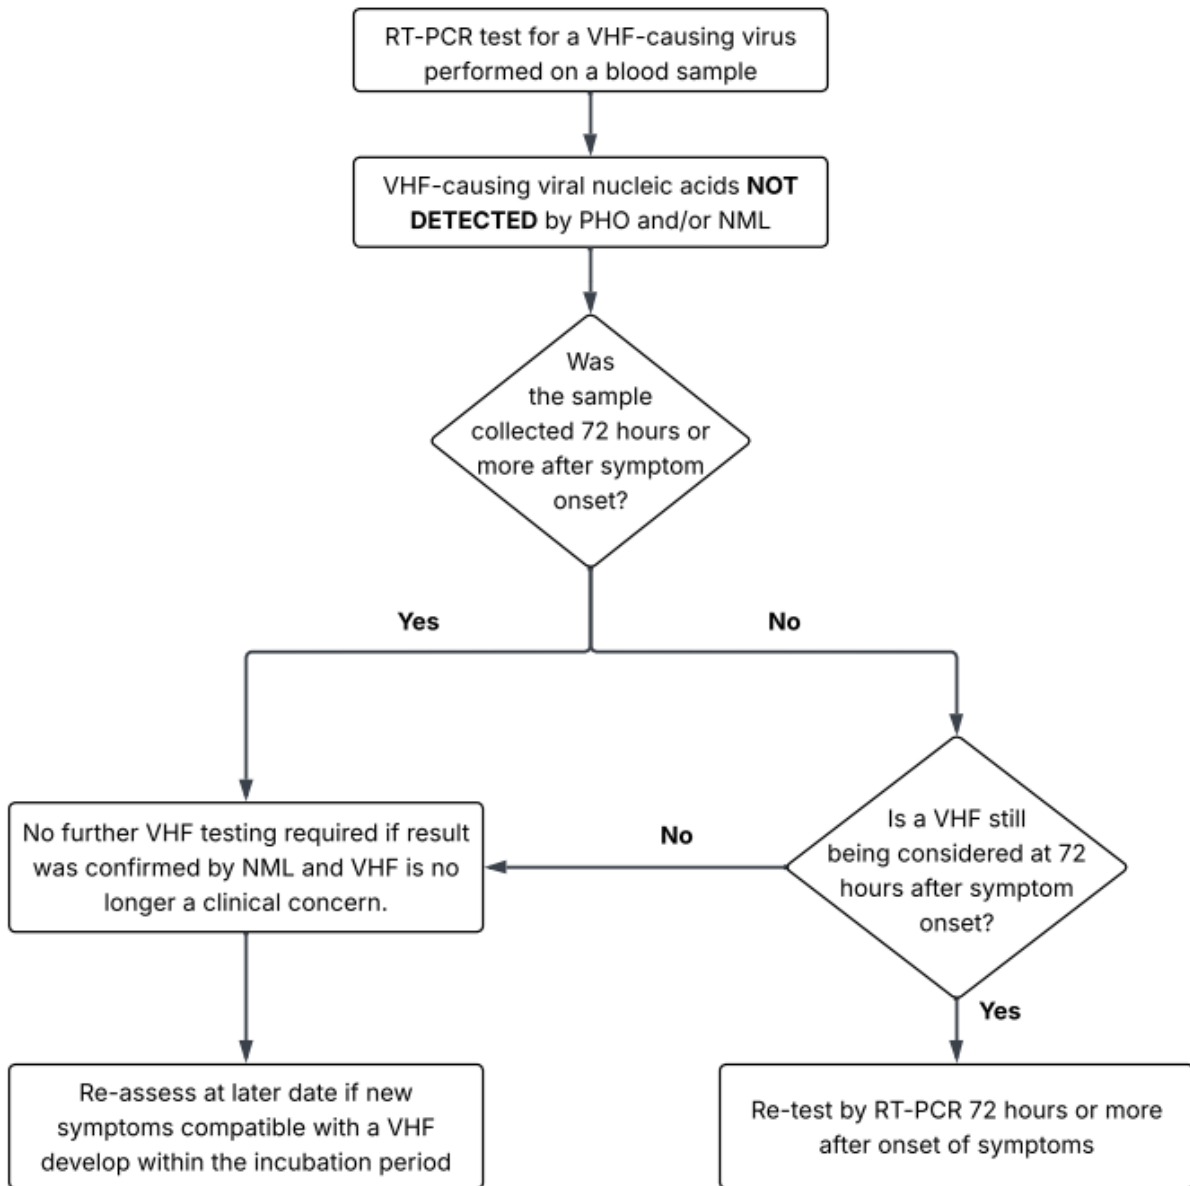 RT-PCR test for a VHF-causing virus
performed on a blood sample
VHF-causing viral nucleic acids NOT
DETECTED by PHO and/or NML
Was
the sample
collected 72 hours or
more after symptom
onset?
Yes
No
No further VHF testing required if result
was confirmed by NML and VHF is no
longer a clinical concern.
No
Is a VHF still
being considered at 72
hours after symptom
onset?
Yes
Re-assess at later date if new
symptoms compatible with a VHF
develop within the incubation period
Re-test by RT-PCR 72 hours or more
after onset of symptoms